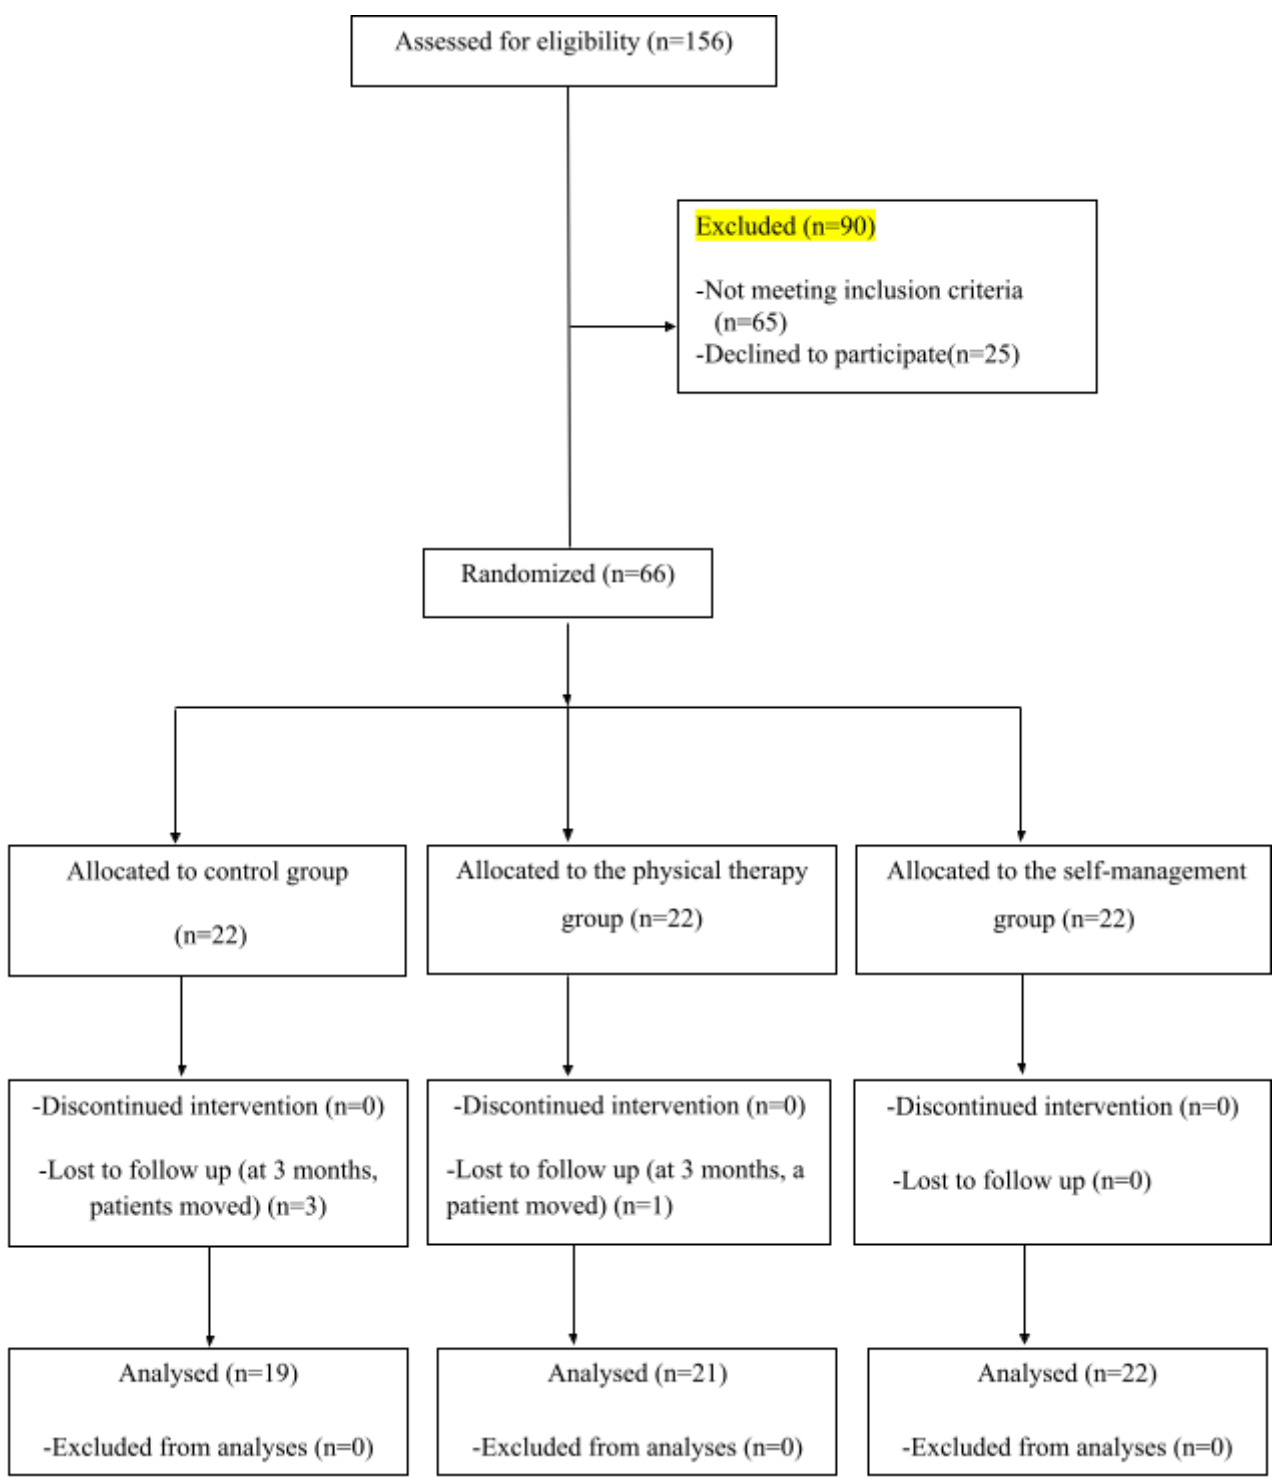 Assessed for eligibility (n=156)
Excluded (n=90)
-Not meeting inclusion criteria
(n=65)
-Declined to participate(n=25)
Randomized (n=66)
Allocated to control group
(n=22)
Allocated to the physical therapy
group (n=22)
Allocated to the self-management
group (n=22)
-Discontinued intervention (n=0)
-Lost to follow up (at 3 months,
patients moved) (n=3)
-Discontinued intervention (n=0)
-Lost to follow up (at 3 months, a
patient moved) (n=1)
-Discontinued intervention (n=0)
-Lost to follow up (n=0)
Analysed (n=19)
-Excluded from analyses (n=0)
Analysed (n=21)
-Excluded from analyses (n=0)
Analysed (n=22)
-Excluded from analyses (n=0)